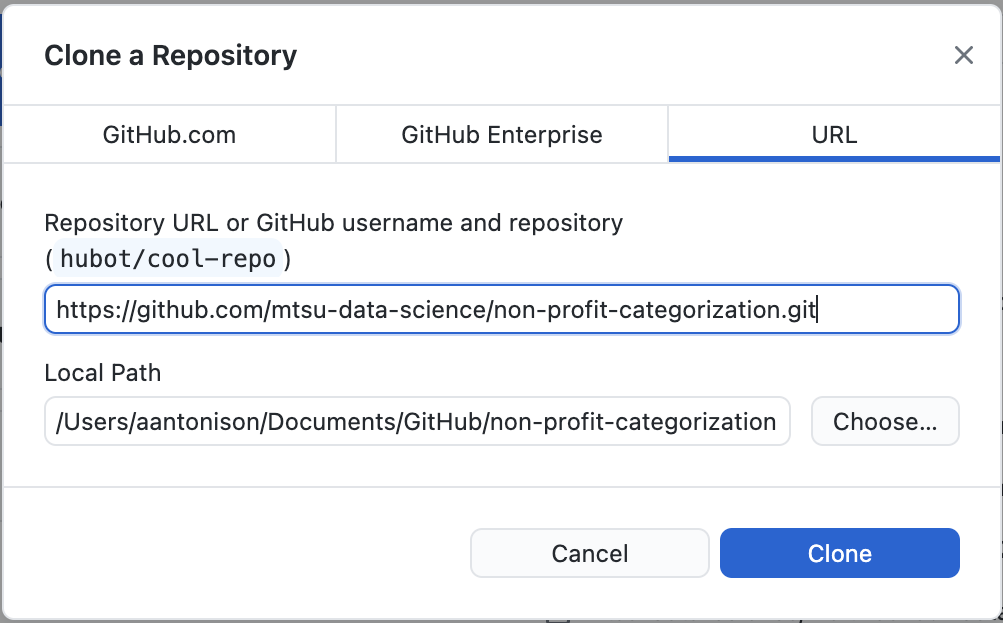 Clone a Repository
GitHub.com
GitHub Enterprise
URL
Repository URL or GitHub username and repository
(hubot/cool-repo)
https://github.com/mtsu-data-science/non-profit-categorization.git
Local Path
/Users/aantonison/Documents/GitHub/non-profit-categorization
Choose...
Cancel
Clone